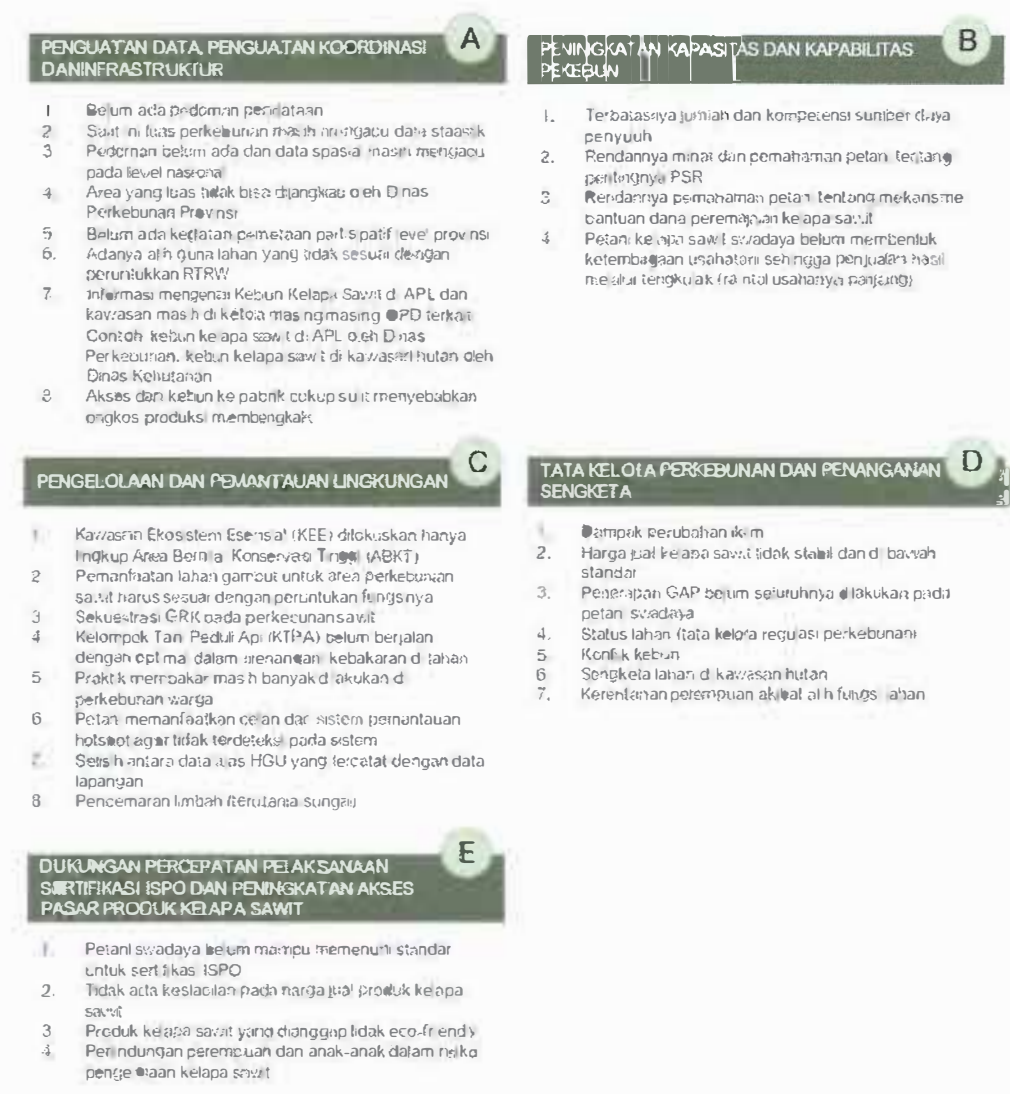 A
PENGUATAN DATA, PENGUATAN KOORDINASI
DANINFRASTRUKTUR
1 Belum ada pedoman pendataan
2 Saat ini luas perkebunan masih mengacu data
3 Pedoman belum ada dan data spasial masih mengacu
pada level nasional
4 Area yang luas tidak bisa dijangkau oleh Dinas
Perkebunan Provinsi
5 Belum ada kegiatan pemetaan partisipatif level provinsi
6. Adanya alih guna lahan yang tidak sesuai dengan
peruntukkan RTRW
7. Informasi mengenai Kebun Kelapa Sawit di APL dan
kawasan masih di kelola masingmasing OPD terkait
Contoh kebun kelapa sawit di APL oleh Dinas
Perkebunan, kebun kelapa sawit di kawasan hutan oleh
Dinas Kehutanan
8 Akses dari kebun ke pabrik cukup sulit menyebabkan
ongkos produksi membengkak
B
PENINGKATAN KAPASITAS DAN KAPABILITAS
PEKEBUN
1. Terbatasnya jumlah dan kompetensi sumber daya
penyuluh
2. Rendahnya minat dan pemahaman petani tentang
pentingnya PSR
3 Rendahnya pemahaman petani tentang mekanisme
bantuan dana peremajaan kelapa sawit
4 Petani kelapa sawit swadaya belum membentuk
kelembagaan usahatani sehingga penjualan hasil
melalui tengkulak (rantai usahanya panjang)
C
PENGELOLAAN DAN PEMANTAUAN LINGKUNGAN
1. Kawasan Ekosistem Esensial (KEE) difokuskan hanya
lingkup Area Bernilai Konservasi Tinggi (ABKT)
2 Pemanfaatan lahan gambut untuk area perkebunan
sawit harus sesuai dengan peruntukan fungsinya
3 Sekuestrasi GRK pada perkebunan sawit
4 Kelompok Tani Peduli Api (KTPA) belum berjalan
dengan optimal dalam menangani kebakaran di lahan
5 Praktik membakar masih banyak dilakukan di
perkebunan warga
6 Petani memanfaatkan celah dari sistem pemantauan
hotspot agar tidak terdeteksi pada sistem
7. Selisih antara data luas HGU yang tercatat dengan data
lapangan
8 Pencemaran limbah (terutama sungai)
D
TATA KELOLA PERKEBUNAN DAN PENANGANAN
SENGKETA
1. Dampak perubahan iklim
2. Harga jual kelapa sawit tidak stabil dan di bawah
standar
3. Penerapan GAP belum seluruhnya dilakukan pada
petani swadaya
4. Status lahan (tata kelola regulasi perkebunan)
5 Konflik kebun
6 Sengketa lahan di kawasan hutan
7. Kerentanan perempuan akibat alih fungsi lahan
E
DUKUNGAN PERCEPATAN PELAKSANAAN
SERTIFIKASI ISPO DAN PENINGKATAN AKSES
PASAR PRODUK KELAPA SAWIT
1. Petani swadaya belum mampu memenuhi standar
untuk sertifikasi ISPO
2. Tidak ada kestabilan pada harga jual produk kelapa
sawit
3 Produk kelapa sawit yang dianggap tidak eco-friendly
4 Perlindungan perempuan dan anak-anak dalam
pengelolaan kelapa sawit